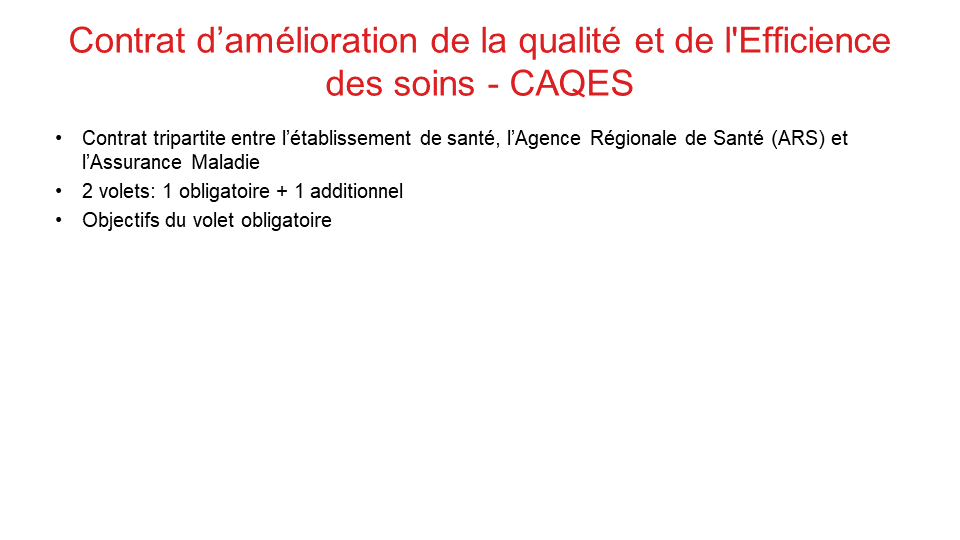 Contrat d’amélioration de la qualité et de l'Efficience
des soins - CAQES
• Contrat tripartite entre l’établissement de santé, l’Agence Régionale de Santé (ARS) et
l’Assurance Maladie
• 2 volets: 1 obligatoire + 1 additionnel
• Objectifs du volet obligatoire